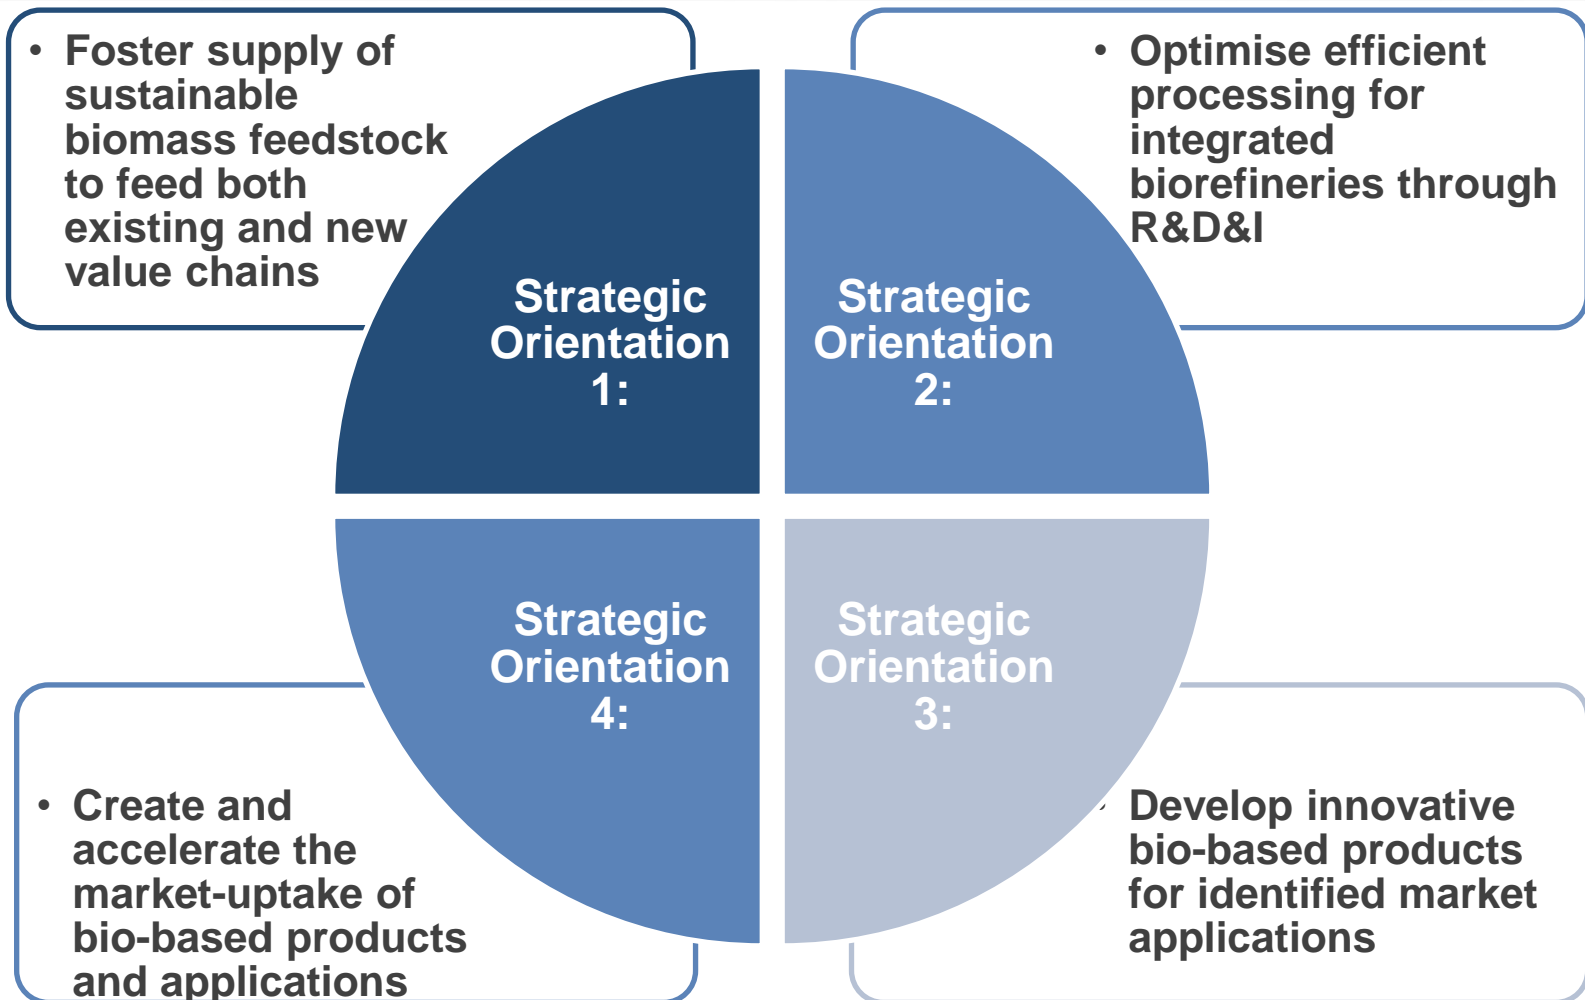 • Foster supply of
sustainable
biomass feedstock
to feed both
existing and new
value chains
• Optimise efficient
processing for
integrated
biorefineries through
R&D&I
Strategic
Orientation
1:
Strategic
Orientation
2:
Strategic
Orientation
4:
Strategic
Orientation
3:
• Create and
accelerate the
market-uptake of
bio-based products
and applications
• Develop innovative
bio-based products
for identified market
applications